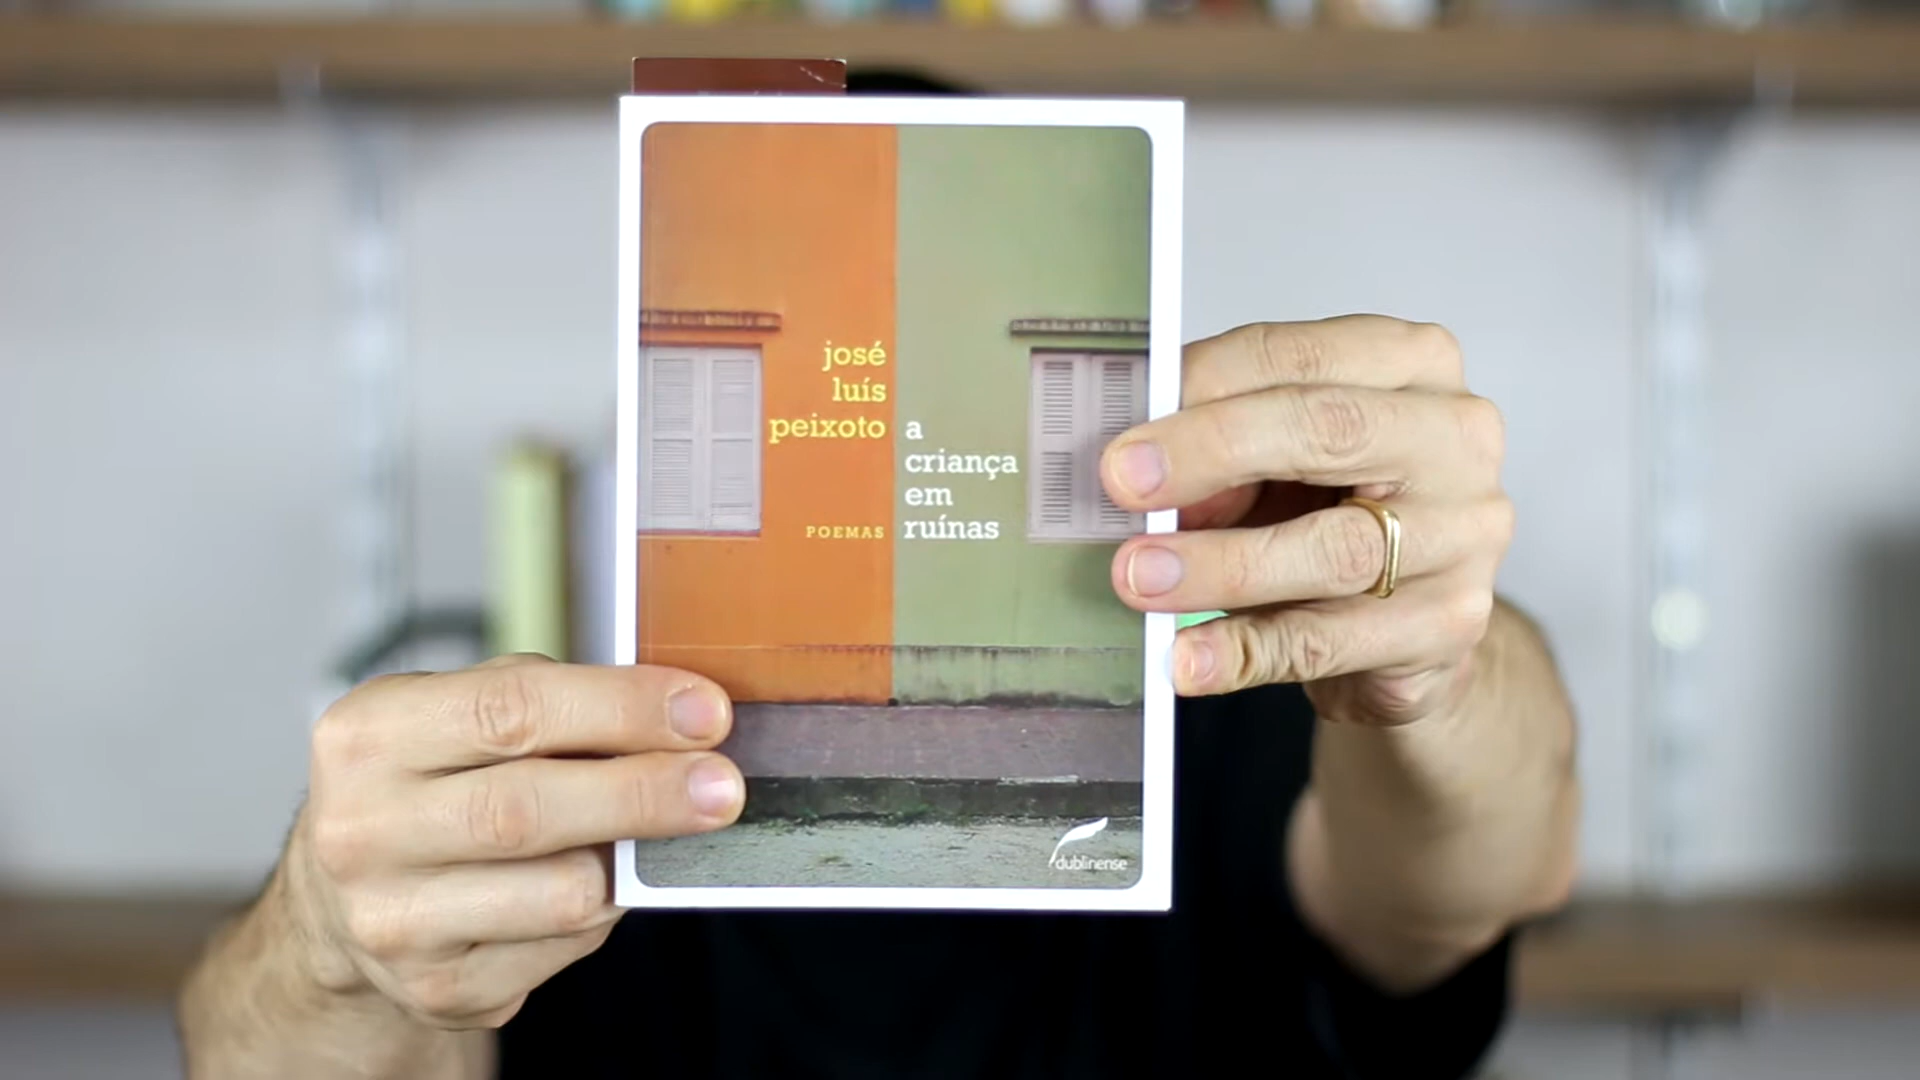 josé
luís
peixoto
POEMAS
a
criança
em
ruínas
dublinense